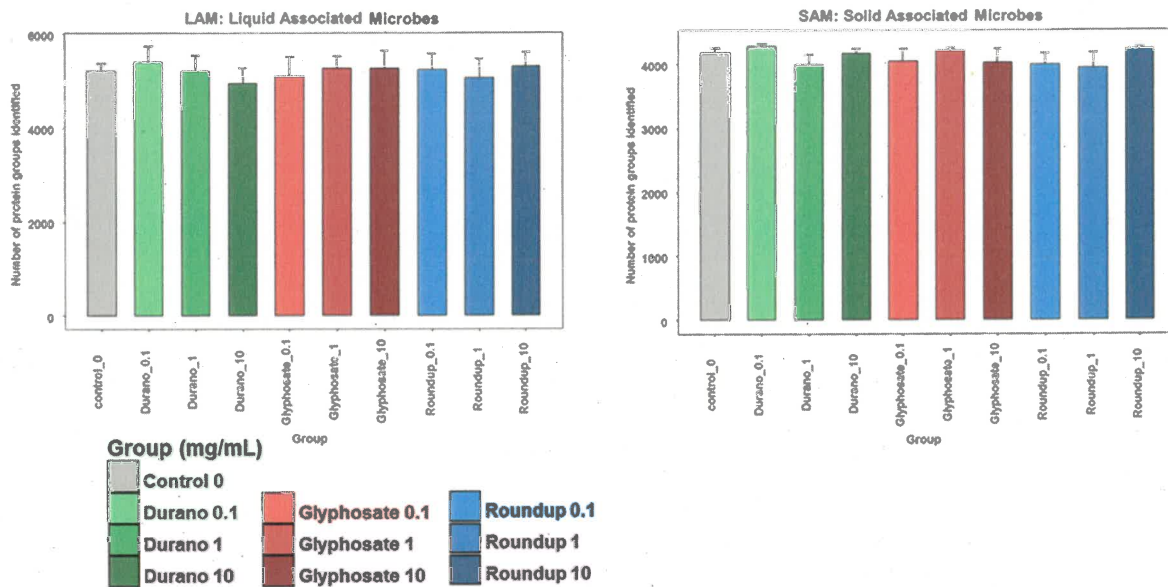 LAM: Liquid Associated Microbes
Number of protein groups identified
6000
4000
2000
0
control_0
Durano_0.1
Durano_1
Durano_10
Glyphosate_0.1
Glyphosate_1
Glyphosate_10
Roundup_0.1
Roundup_1
Roundup_10
Group
SAM: Solid Associated Microbes
Number of protein groups identified
4000
3000
2000
1000
0
control_0
Durano_0.1
Durano_1
Durano_10
Glyphosate_0.1
Glyphosate_1
Glyphosate_10
Roundup_0.1
Roundup_1
Roundup_10
Group
Group (mg/mL)
Control 0
Durano 0.1
Glyphosate 0.1
Roundup 0.1
Durano 1
Glyphosate 1
Roundup 1
Durano 10
Glyphosate 10
Roundup 10